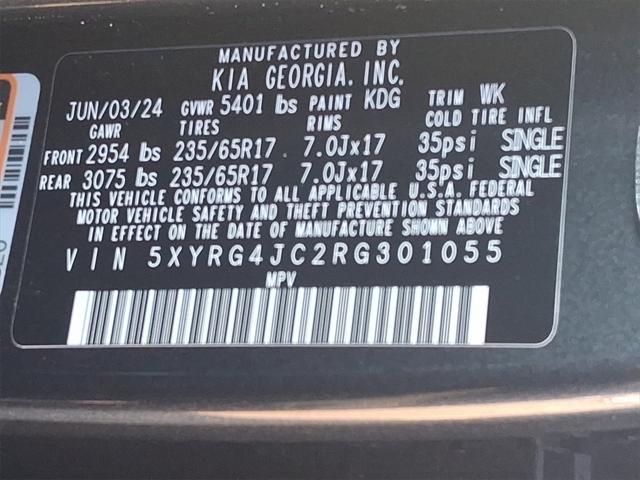 MANUFACTURED BY
KIA GEORGIA. INC.
JUN/03/24 GVWR 5401 lbs PAINT KDG TRIM WK
GAWR TIRES RIMS COLD TIRE INFL
FRONT 2954 lbs 235/65R17 7.0Jx17 35psi SINGLE
REAR 3075 lbs 235/65R17 7.0Jx17 35psi SINGLE
THIS VEHICLE CONFORMS TO ALL APPLICABLE U.S.A. FEDERAL
MOTOR VEHICLE SAFETY AND THEFT PREVENTION STANDARDS
IN EFFECT ON THE DATE OF MANUFACTURE SHOWN ABOVE
VIN 5XYRG4JC2RG301055
MPV